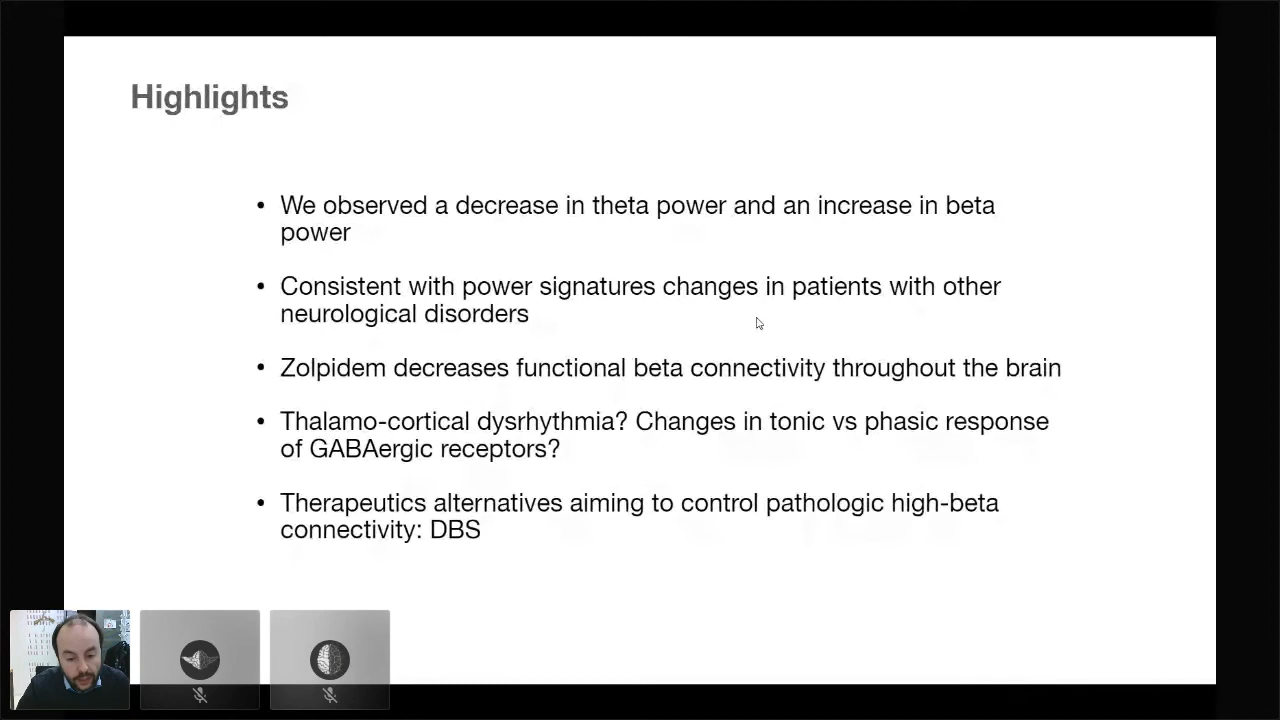 Highlights
• We observed a decrease in theta power and an increase in beta
power
• Consistent with power signatures changes in patients with other
neurological disorders
• Zolpidem decreases functional beta connectivity throughout the brain
• Thalamo-cortical dysrhythmia? Changes in tonic vs phasic response
of GABAergic receptors?
• Therapeutics alternatives aiming to control pathologic high-beta
connectivity: DBS